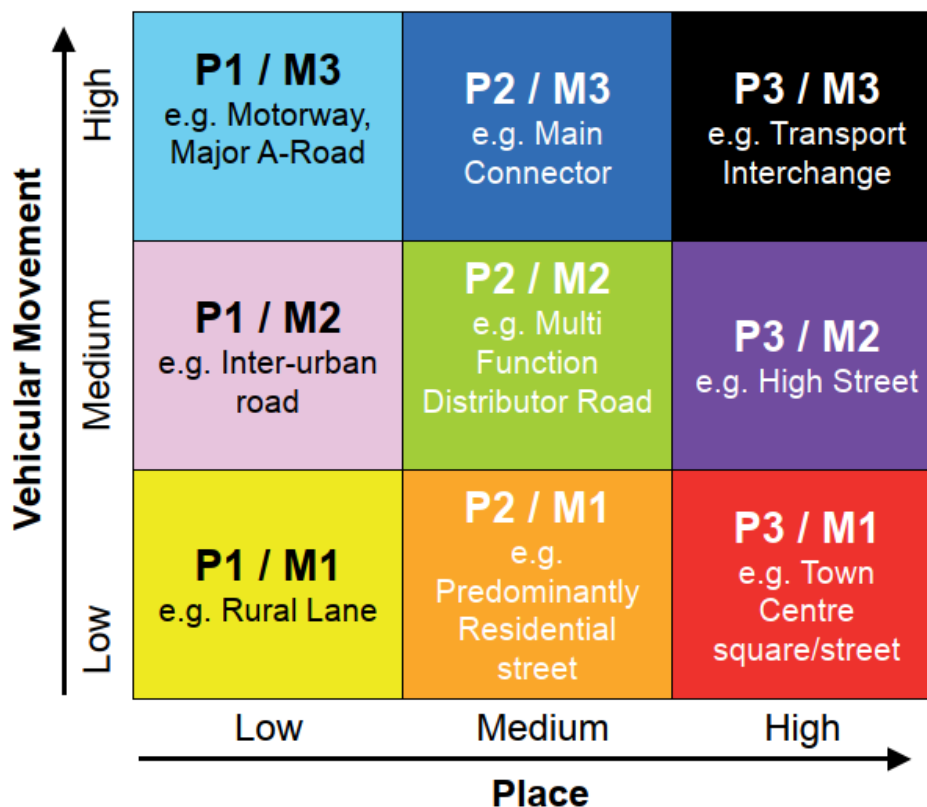 Vehicular Movement
High
Medium
Low
P1 / M3
e.g. Motorway,
Major A-Road
P2 / M3
e.g. Main
Connector
P3 / M3
e.g. Transport
Interchange
P1 / M2
e.g. Inter-urban
road
P2 / M2
e.g. Multi
Function
Distributor Road
P3 / M2
e.g. High Street
P1 / M1
e.g. Rural Lane
P2 / M1
e.g.
Predominantly
Residential
street
P3 / M1
e.g. Town
Centre
square/street
Low
Medium
High
Place